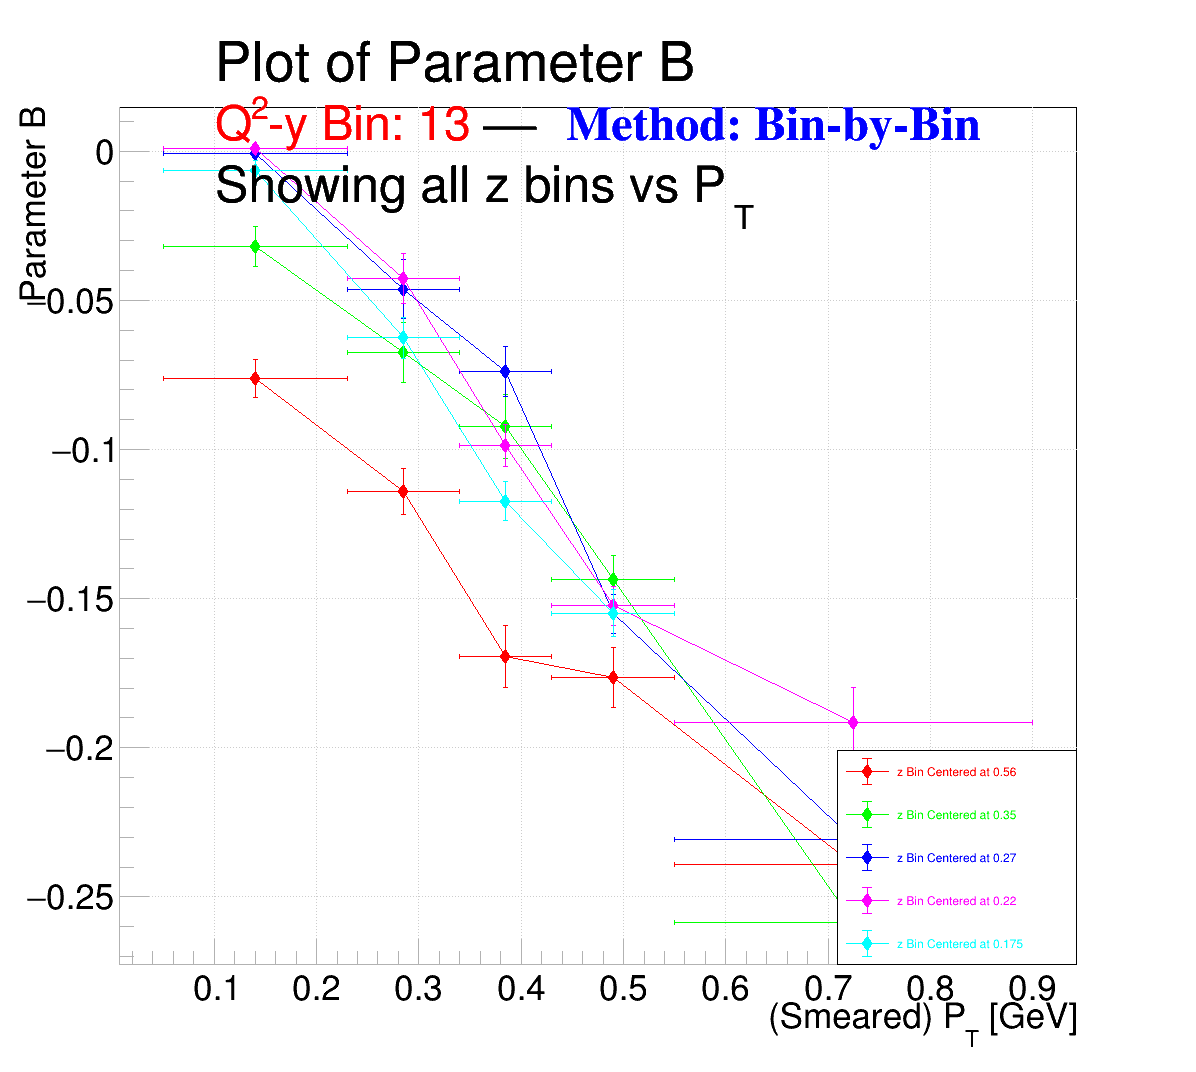 Plot of Parameter B
Q²-y Bin: 13 — Method: Bin-by-Bin
Showing all z bins vs P_T
Parameter B
0
−0.05
−0.1
−0.15
−0.2
−0.25
z Bin Centered at 0.56
z Bin Centered at 0.35
z Bin Centered at 0.27
z Bin Centered at 0.22
z Bin Centered at 0.175
0.1 0.2 0.3 0.4 0.5 0.6 0.7 0.8 0.9
(Smeared) P_T [GeV]